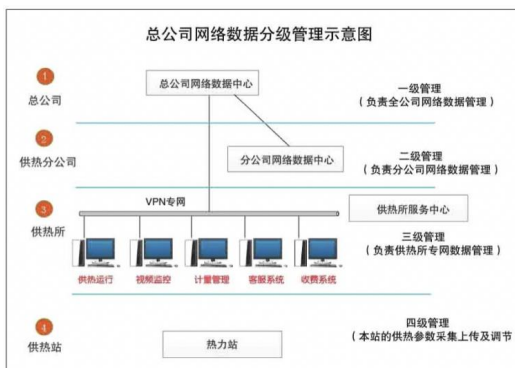 总公司网络数据分级管理示意图
1
总公司
总公司网络数据中心
一级管理
（负责全公司网络数据管理）
2
供热分公司
分公司网络数据中心
二级管理
（负责分公司网络数据管理）
3
供热所
VPN专网
供热所服务中心
供热运行
视频监控
计量管理
客服系统
收费系统
三级管理
（负责供热所专网数据管理）
4
供热站
热力站
四级管理
（本站的供热参数采集上传及调节